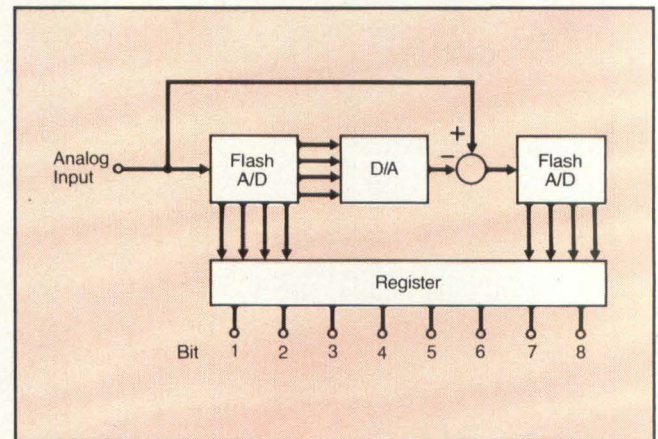 Analog
Input
Flash
A/D
D/A
+
−
Flash
A/D
Register
Bit 1 2 3 4 5 6 7 8